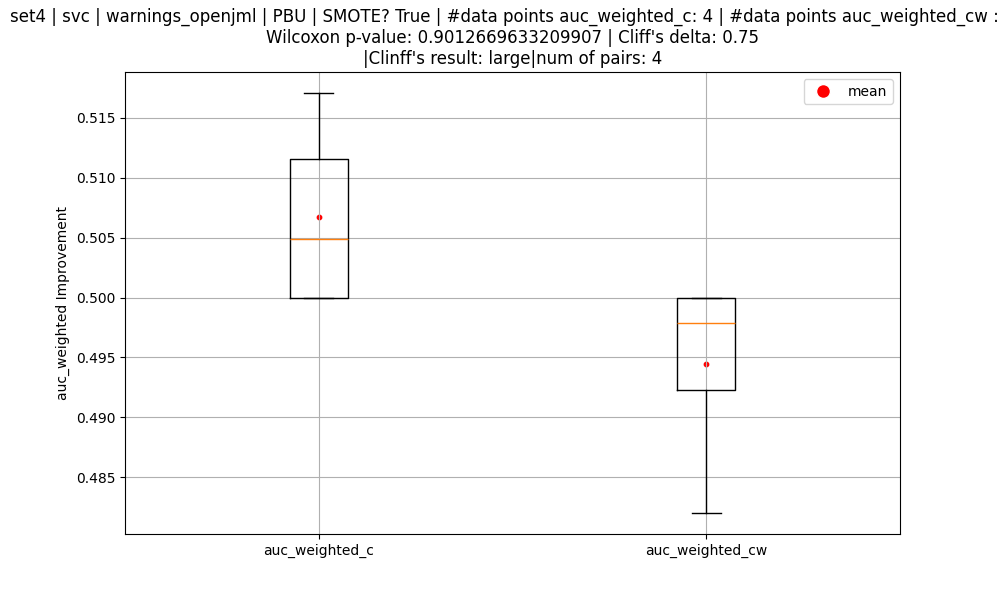 set4 | svc | warnings_openjml | PBU | SMOTE? True | #data points auc_weighted_c: 4 | #data points auc_weighted_cw :
Wilcoxon p-value: 0.9012669633209907 | Cliff's delta: 0.75
|Clinff's result: large|num of pairs: 4
mean
0.515
0.510
0.505
0.500
0.495
0.490
0.485
auc_weighted Improvement
auc_weighted_c
auc_weighted_cw